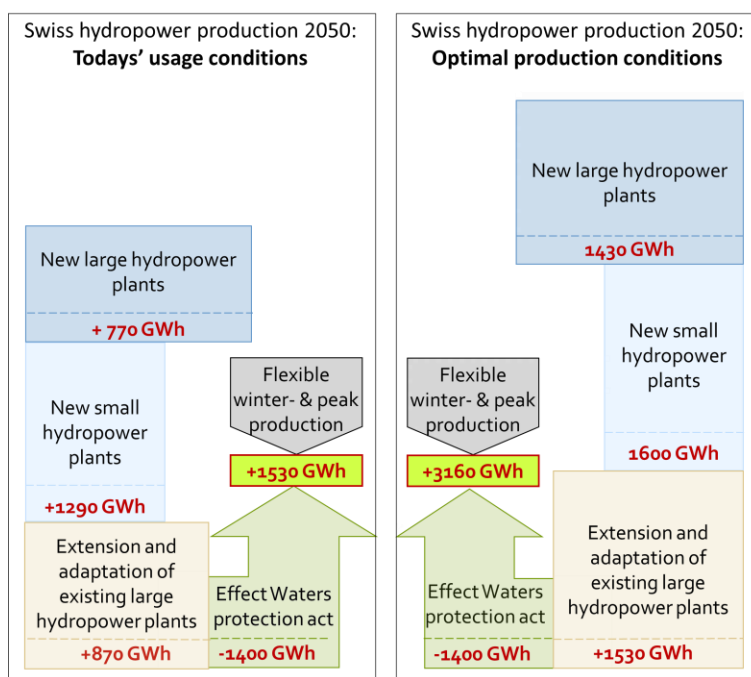 Swiss hydropower production 2050:
Todays’ usage conditions
New large hydropower
plants
+ 770 GWh
New small
hydropower
plants
+1290 GWh
Extension and
adaptation of
existing large
hydropower plants
+870 GWh
Flexible
winter- & peak
production
+1530 GWh
Effect Waters
protection act
-1400 GWh
Swiss hydropower production 2050:
Optimal production conditions
New large hydropower
plants
1430 GWh
New small
hydropower
plants
1600 GWh
Flexible
winter- & peak
production
+3160 GWh
Effect Waters
protection act
-1400 GWh
Extension and
adaptation of
existing large
hydropower plants
+1530 GWh